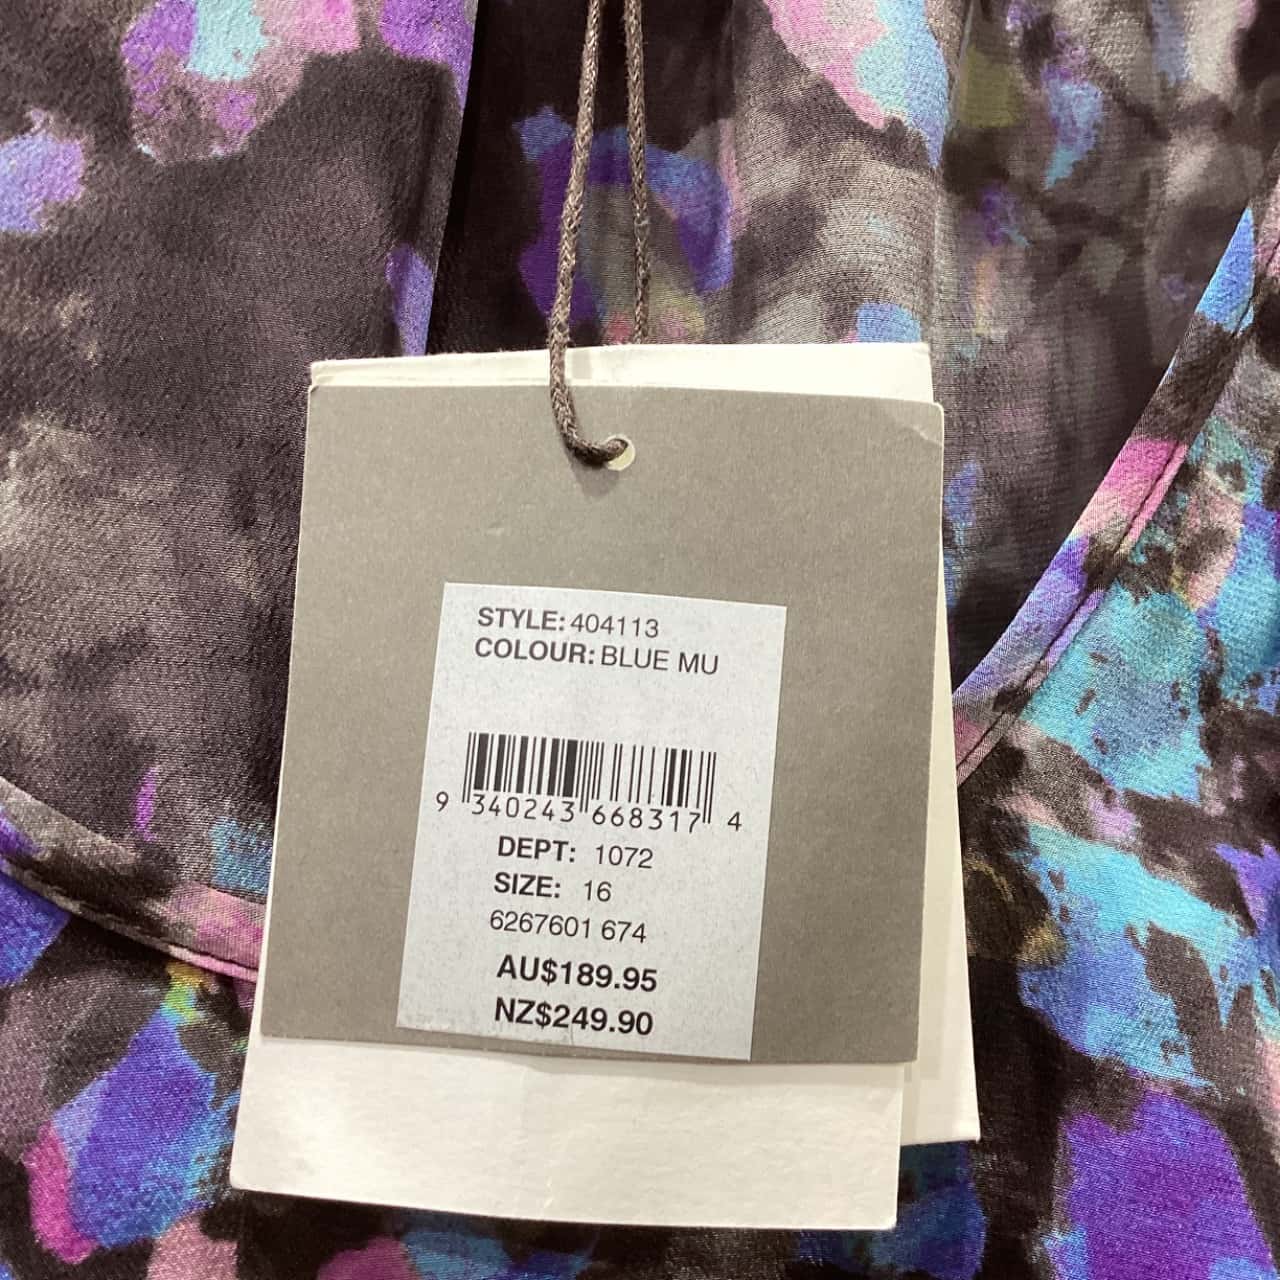 STYLE: 404113
COLOUR: BLUE MU
9 340243 668317 4
DEPT: 1072
SIZE: 16
6267601 674
AU$189.95
NZ$249.90